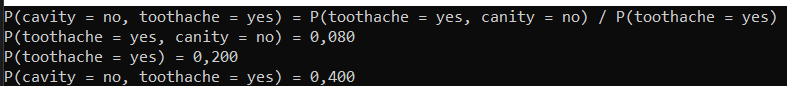 P(cavity = no, toothache = yes) = P(toothache = yes, canity = no) / P(toothache = yes)
P(toothache = yes, canity = no) = 0,080
P(toothache = yes) = 0,200
P(cavity = no, toothache = yes) = 0,400